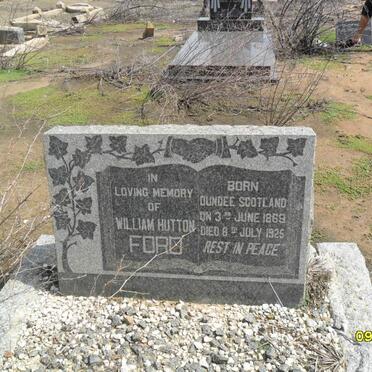 IN
LOVING MEMORY
OF
WILLIAM HUTTON
FORD
BORN
DUNDEE SCOTLAND
ON 3RD JUNE 1869
DIED 8TH JULY 1925
"REST IN PEACE"
09